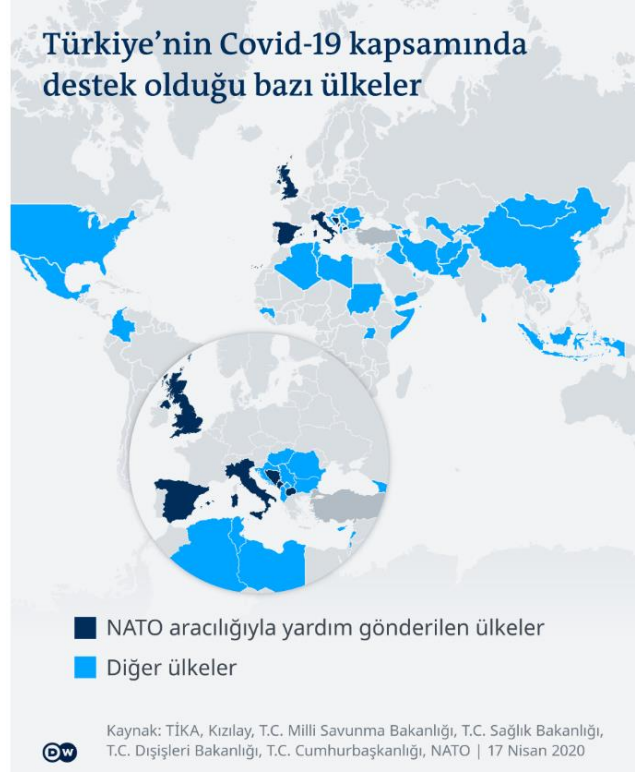 Türkiye’nin Covid-19 kapsamında
destek olduğu bazı ülkeler
NATO aracılığıyla yardım gönderilen ülkeler
Diğer ülkeler
Kaynak: TİKA, Kızılay, T.C. Milli Savunma Bakanlığı, T.C. Sağlık Bakanlığı,
T.C. Dışişleri Bakanlığı, T.C. Cumhurbaşkanlığı, NATO | 17 Nisan 2020
DW